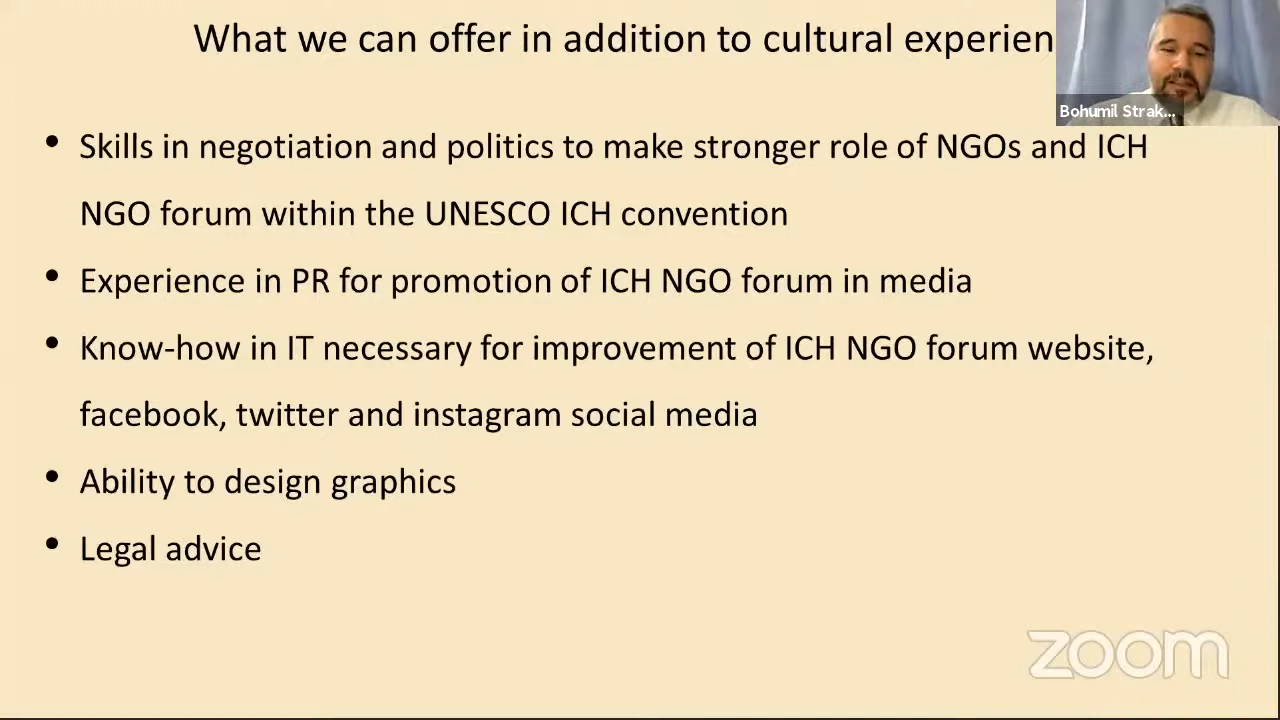 What we can offer in addition to cultural experien
Bohumil Strak...
• Skills in negotiation and politics to make stronger role of NGOs and ICH
NGO forum within the UNESCO ICH convention
• Experience in PR for promotion of ICH NGO forum in media
• Know-how in IT necessary for improvement of ICH NGO forum website,
facebook, twitter and instagram social media
• Ability to design graphics
• Legal advice
zoom